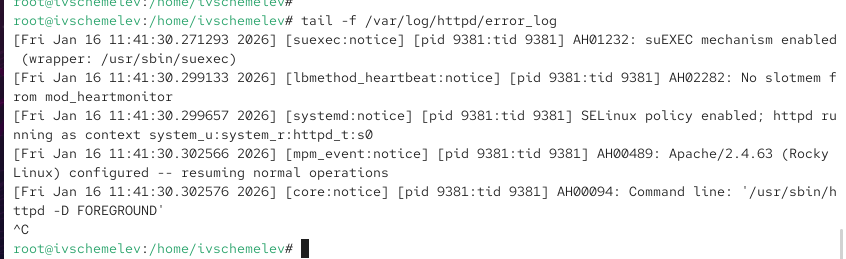 root@ivschemelev:/home/ivschemelev#
root@ivschemelev:/home/ivschemelev# tail -f /var/log/httpd/error_log
[Fri Jan 16 11:41:30.271293 2026] [suexec:notice] [pid 9381:tid 9381] AH01232: suEXEC mechanism enabled
 (wrapper: /usr/sbin/suexec)
[Fri Jan 16 11:41:30.299133 2026] [lbmethod_heartbeat:notice] [pid 9381:tid 9381] AH02282: No slotmem f
rom mod_heartmonitor
[Fri Jan 16 11:41:30.299657 2026] [systemd:notice] [pid 9381:tid 9381] SELinux policy enabled; httpd ru
nning as context system_u:system_r:httpd_t:s0
[Fri Jan 16 11:41:30.302566 2026] [mpm_event:notice] [pid 9381:tid 9381] AH00489: Apache/2.4.63 (Rocky 
Linux) configured -- resuming normal operations
[Fri Jan 16 11:41:30.302576 2026] [core:notice] [pid 9381:tid 9381] AH00094: Command line: '/usr/sbin/h
ttpd -D FOREGROUND'
^C
root@ivschemelev:/home/ivschemelev#